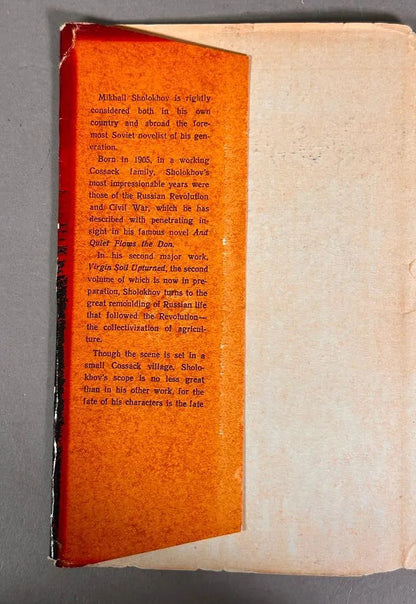 Mikhail Sholokhov is rightly
considered both in his own
country and abroad the fore-
most Soviet novelist of his gen-
eration.
Born in 1905, in a working
Cossack family, Sholokhov's
most impressionable years were
those of the Russian Revolution
and Civil War, which he has
described with penetrating in-
sight in his famous novel And
Quiet Flows the Don.
In his second major work,
Virgin Soil Upturned, the second
volume of which is now in pre-
paration, Sholokhov turns to the
great remoulding of Russian life
that followed the Revolution—
the collectivization of agricul-
ture.
Though the scene is set in a
small Cossack village, Sholo-
khov's scope is no less great
than in his other work, for the
fate of his characters is the fate